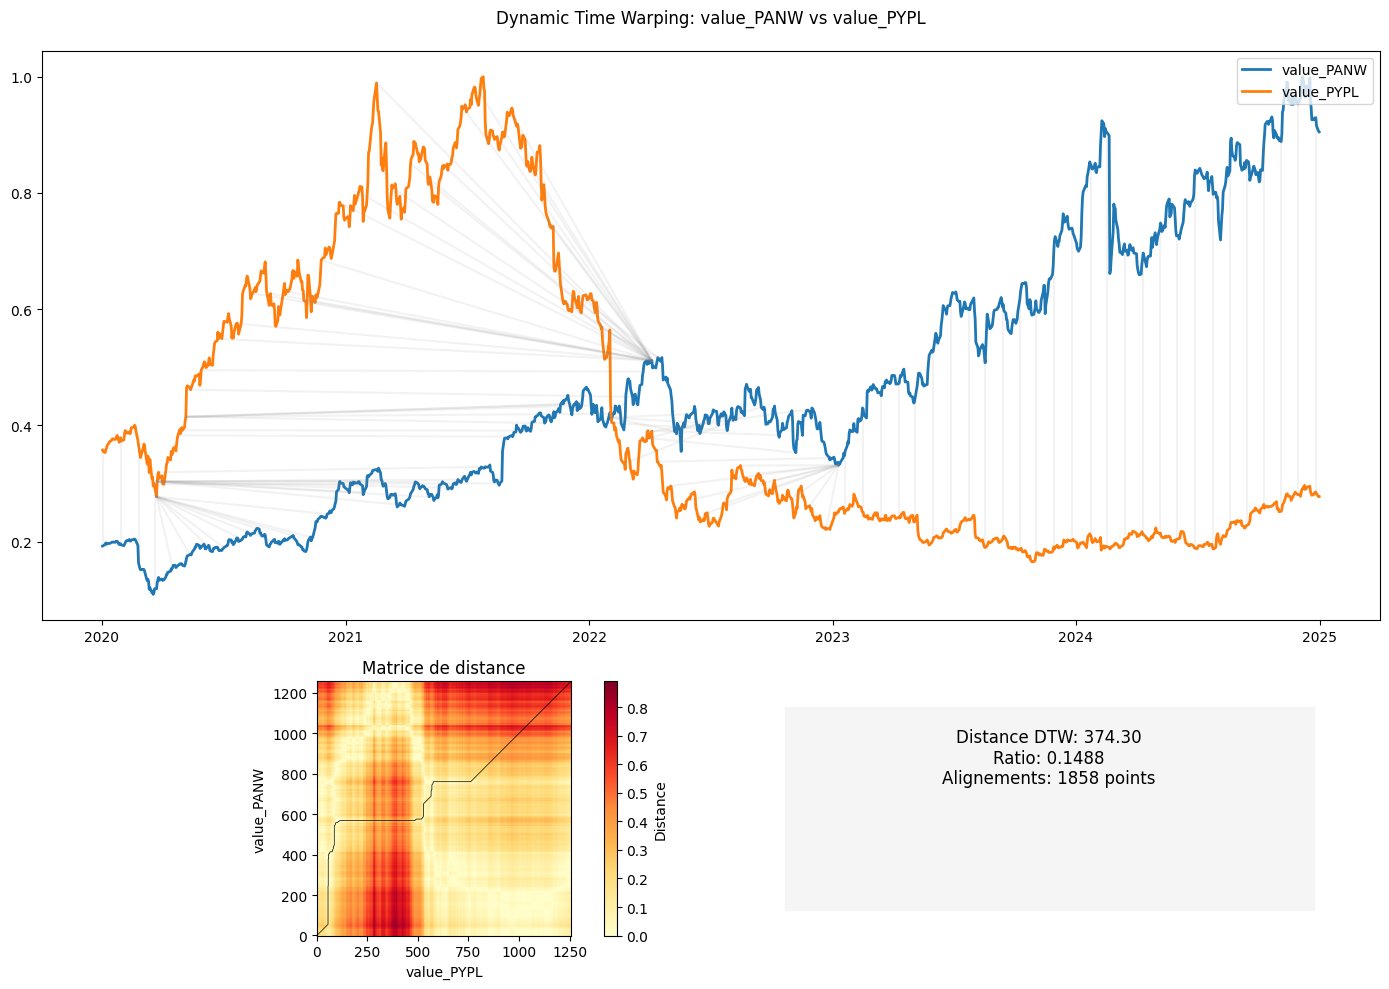 Dynamic Time Warping: value_PANW vs value_PYPL
value_PANW
value_PYPL
1.0
0.8
0.6
0.4
0.2
2020 2021 2022 2023 2024 2025
Matrice de distance
value_PANW
1200
1000
800
600
400
200
0
0 250 500 750 1000 1250
value_PYPL
0.8
0.7
0.6
0.5
0.4
0.3
0.2
0.1
0.0
Distance
Distance DTW: 374.30
Ratio: 0.1488
Alignements: 1858 points